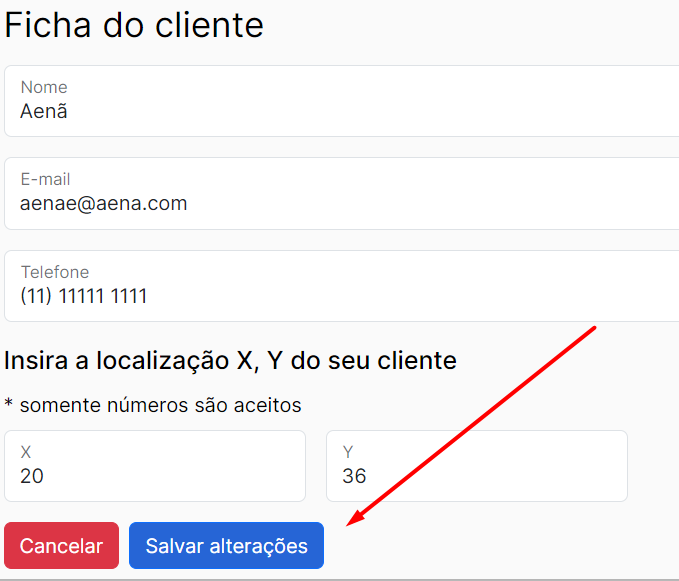 Ficha do cliente
Nome
Aenã
E-mail
aenae@aena.com
Telefone
(11) 11111 1111
Insira a localização X, Y do seu cliente
* somente números são aceitos
X
20
Y
36
Cancelar
Salvar alterações